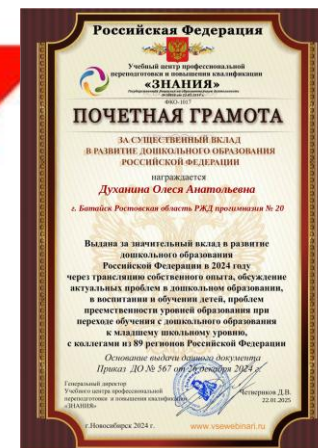 Российская Федерация
Учебный центр профессиональной
переподготовки и повышения квалификации
«ЗНАНИЯ»
ФКО-1017
ПОЧЕТНАЯ ГРАМОТА
ЗА СУЩЕСТВЕННЫЙ ВКЛАД
В РАЗВИТИЕ ДОШКОЛЬНОГО ОБРАЗОВАНИЯ
РОССИЙСКОЙ ФЕДЕРАЦИИ
награждается
Духанина Олеся Анатольевна
г. Батайск Ростовская область РЖД прогимназия № 20
Выдана за значительный вклад в развитие
дошкольного образования
Российской Федерации в 2024 году
через трансляцию собственного опыта, обсуждение
актуальных проблем в дошкольном образовании,
в воспитании и обучении детей, проблем
преемственности уровней образования при
переходе обучения с дошкольного образования
к младшему школьному уровню,
с коллегами из 89 регионов Российской Федерации
Основание выдачи данного документа
Приказ ДО № 567 от 26 декабря 2024 г.
Генеральный директор
Учебного центра профессиональной
переподготовки и повышения квалификации
«ЗНАНИЯ»
Четвериков Д.В.
22.01.2025
г.Новосибирск 2024 г.
www.vsewebinari.ru